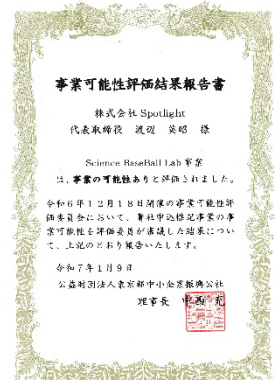 事業可能性評価結果報告書
株式会社 Spotlight
代表取締役 渡辺 英昭 様
Science BaseBall Lab 事業
は、事業の可能性ありと評価されました。
令和6年12月18日開催の事業可能性評
価委員会において、貴社申込標記事業の事
業可能性を評価委員が審議した結果につい
て、上記のとおり報告いたします。
令和7年1月9日
公益財団法人東京都中小企業振興公社
理事長 中西 充